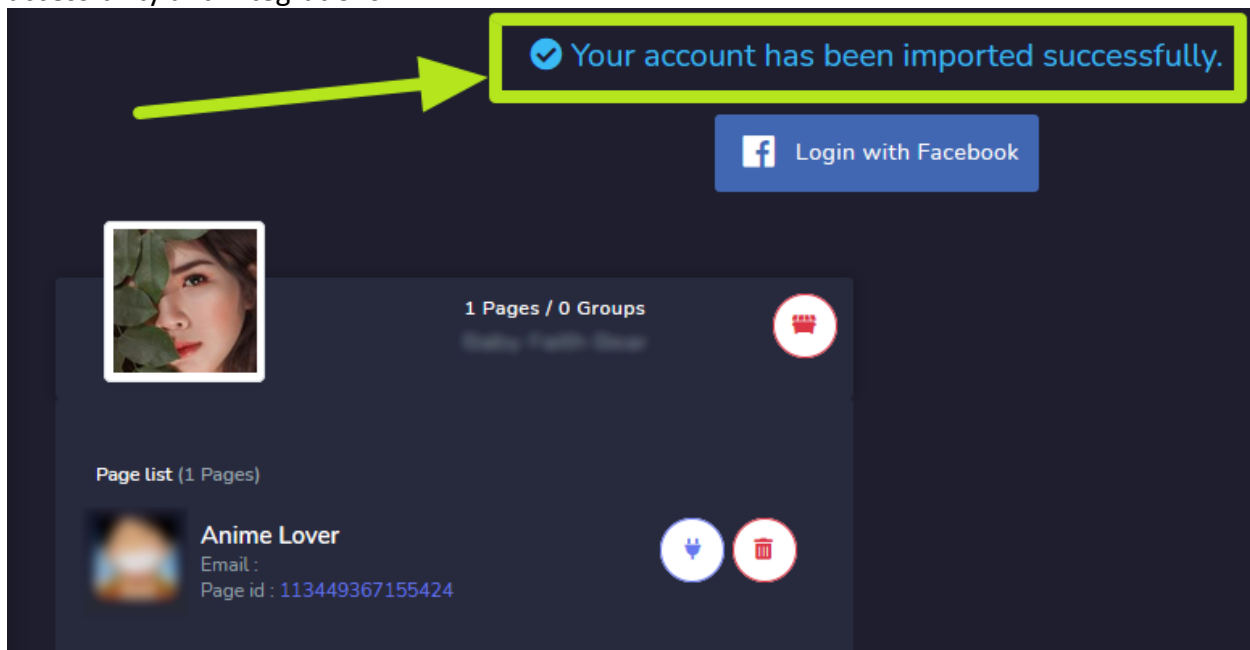 Your account has been imported successfully.
Login with Facebook
1 Pages / 0 Groups
Page list (1 Pages)
Anime Lover
Email :
Page id : 113449367155424